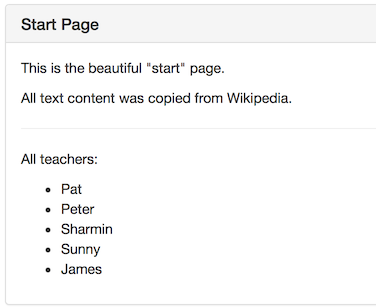 Start Page
This is the beautiful "start" page.
All text content was copied from Wikipedia.
All teachers:
Pat
Peter
Sharmin
Sunny
James